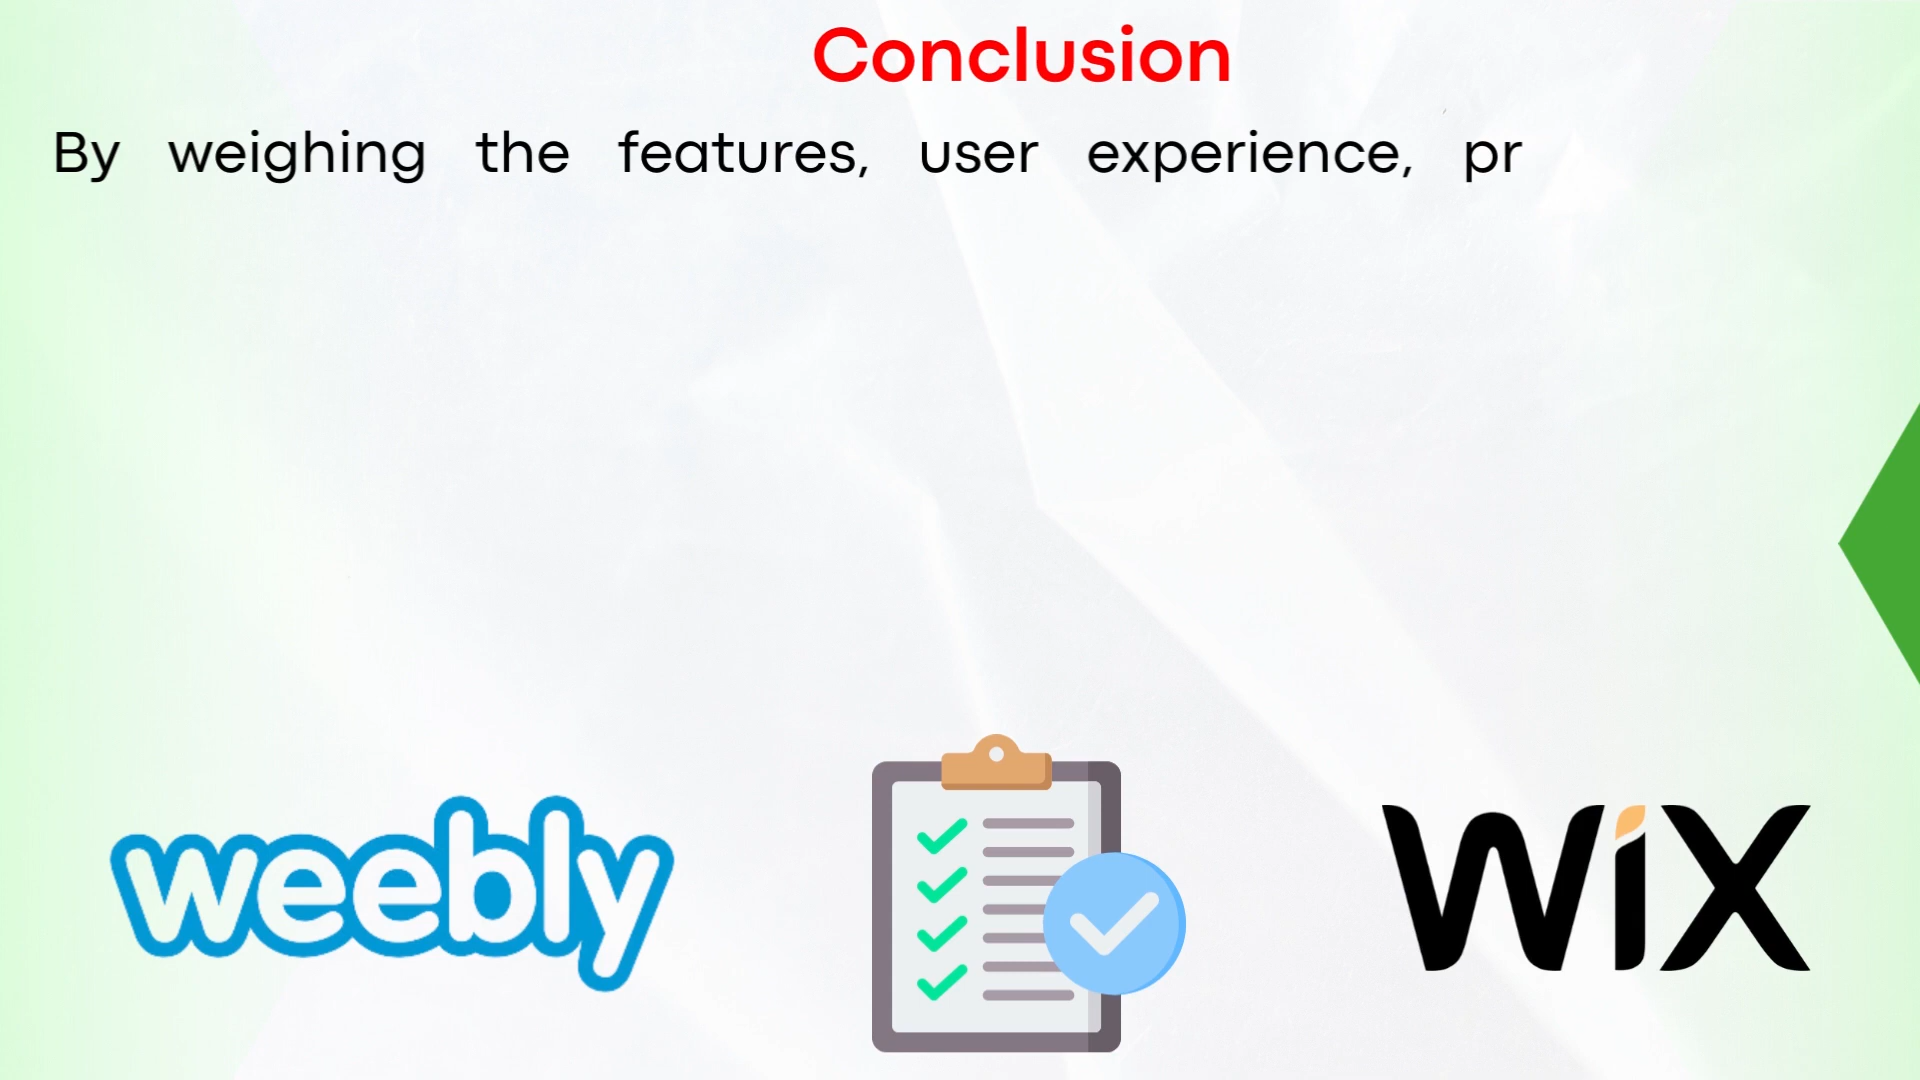 Conclusion
By weighing the features, user experience, pr
weebly
WiX